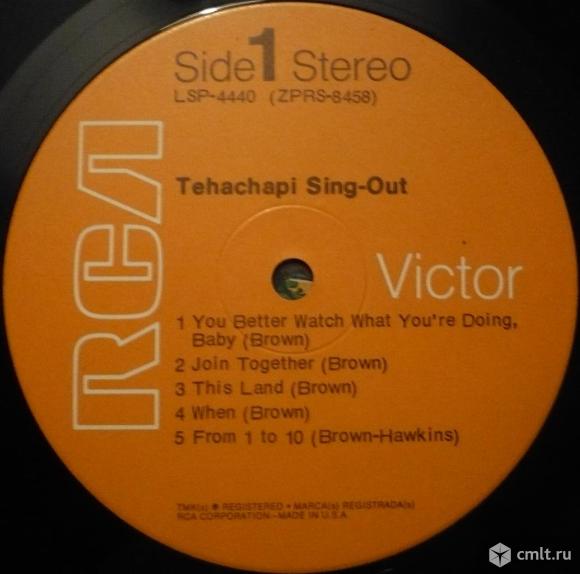 Side 1 Stereo
LSP-4440 (ZPRS-8458)
Tehachapi Sing-Out
RCA
Victor
1 You Better Watch What You're Doing,
Baby (Brown)
2 Join Together (Brown)
3 This Land (Brown)
4 When (Brown)
5 From 1 to 10 (Brown-Hawkins)
TMK(s) ● REGISTERED • MARCA(s) REGISTRADA(s)
RCA CORPORATION-MADE IN U.S.A.
cmlt.ru